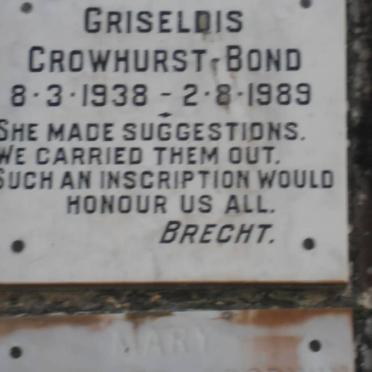 GRISELDIS
CROWHURST-BOND
8·3·1938 - 2·8·1989
SHE MADE SUGGESTIONS.
WE CARRIED THEM OUT.
SUCH AN INSCRIPTION WOULD
HONOUR US ALL.
BRECHT.
MARY